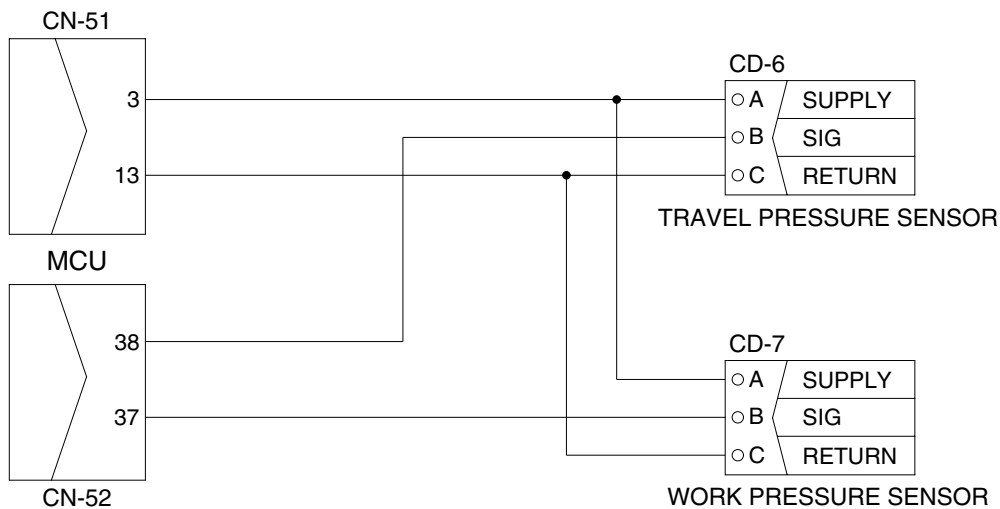 CN-51
3
13
MCU
38
37
CN-52
CD-6
A SUPPLY
B SIG
C RETURN
TRAVEL PRESSURE SENSOR
CD-7
A SUPPLY
B SIG
C RETURN
WORK PRESSURE SENSOR